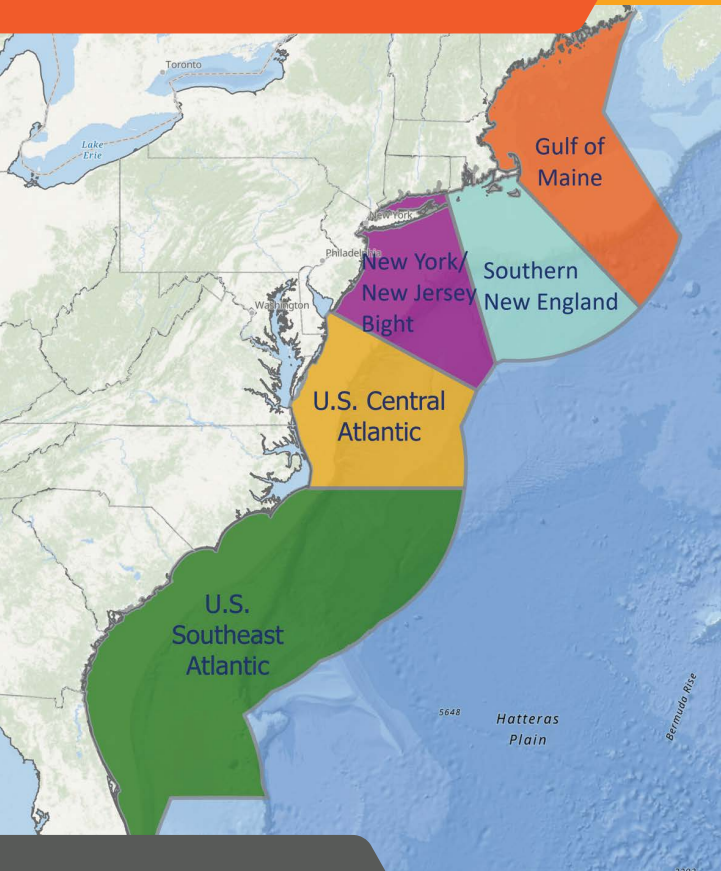 Toronto
Lake
Erie
Gulf of
Maine
New York
Philadelphia
New York/
New Jersey
Bight
Southern
New England
Washington
U.S. Central
Atlantic
U.S.
Southeast
Atlantic
5648
Hatteras
Plain
Bermuda Rise